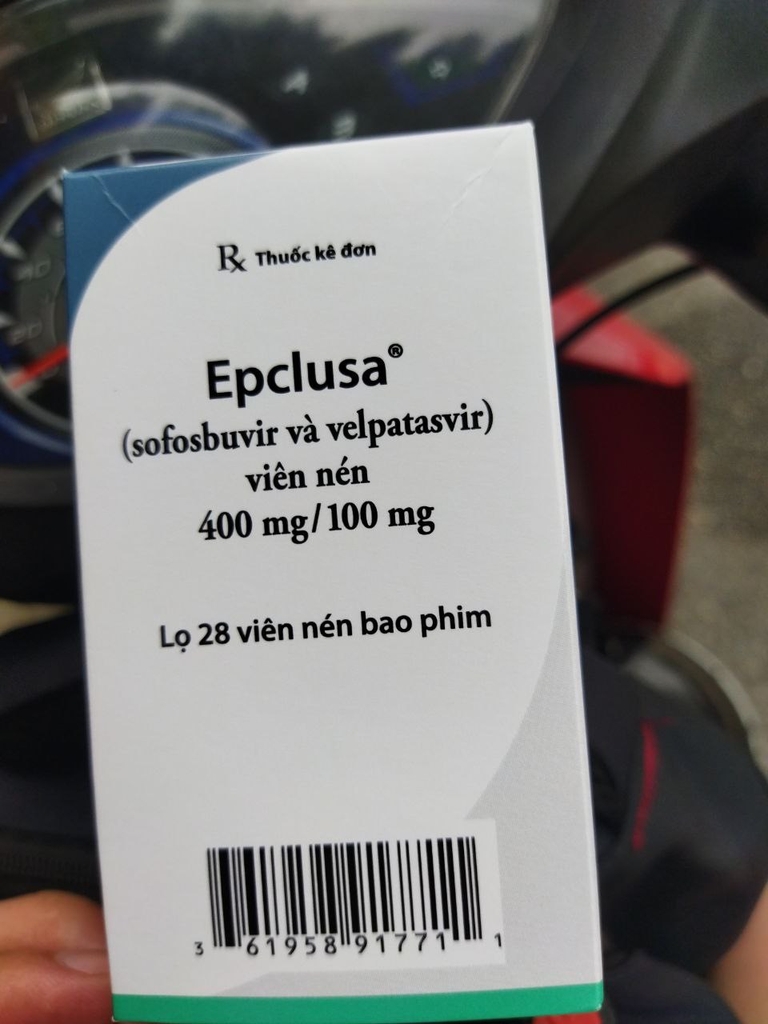 Rx Thuốc kê đơn
Epclusa®
(sofosbuvir và velpatasvir)
viên nén
400 mg/100 mg
Lọ 28 viên nén bao phim
3 61958 91771 1